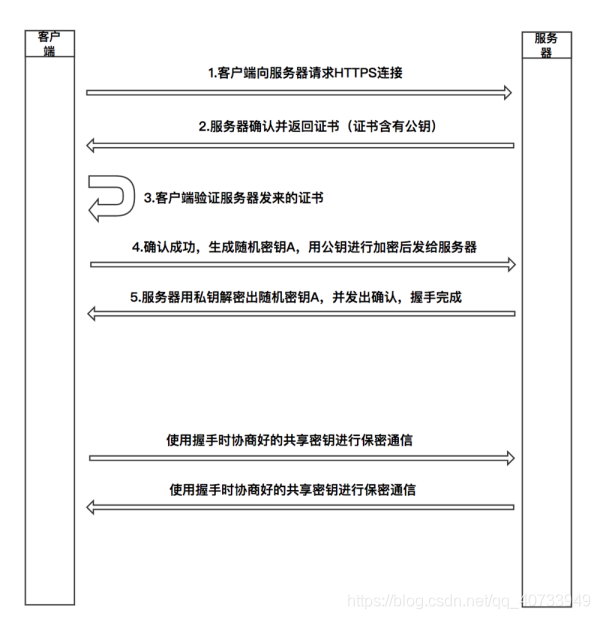 客户
端
服务
器
1.客户端向服务器请求HTTPS连接
2.服务器确认并返回证书（证书含有公钥）
3.客户端验证服务器发来的证书
4.确认成功，生成随机密钥A，用公钥进行加密后发给服务器
5.服务器用私钥解密出随机密钥A，并发出确认，握手完成
使用握手时协商好的共享密钥进行保密通信
使用握手时协商好的共享密钥进行保密通信
https://blog.csdn.net/qq_40733949